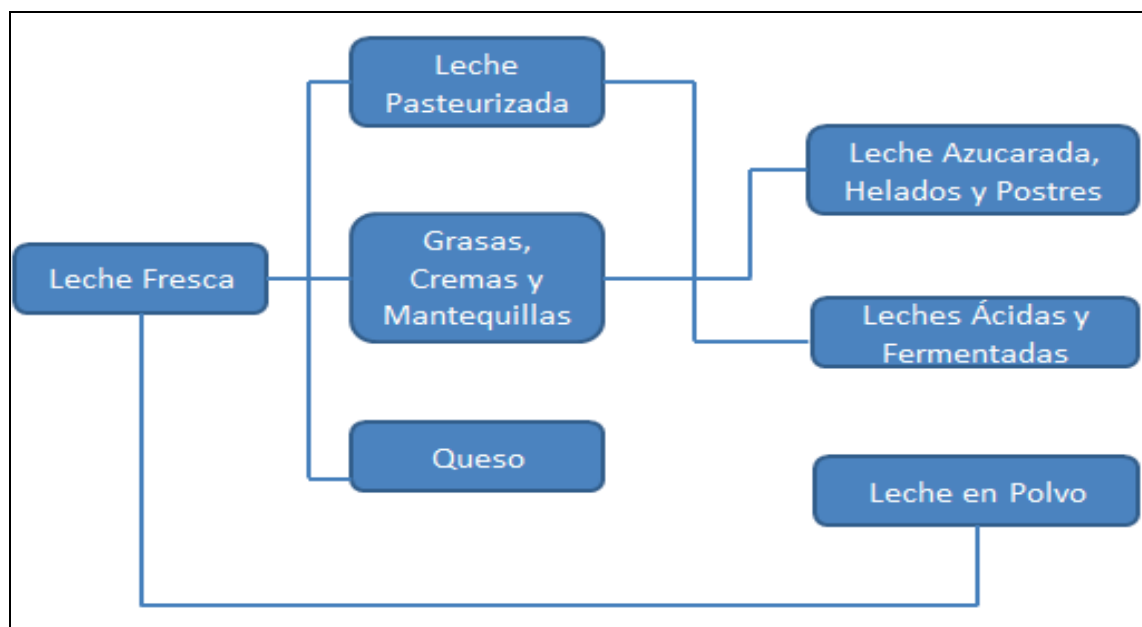 Leche Fresca
Leche
Pasteurizada
Grasas,
Cremas y
Mantequillas
Queso
Leche Azucarada,
Helados y Postres
Leches Ácidas y
Fermentadas
Leche en Polvo